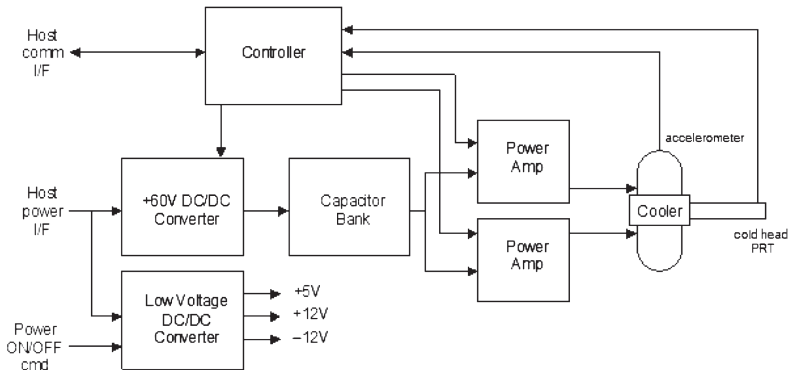 Host
comm
I/F
Controller
accelerometer
Power
Amp
Host
power
I/F
+60V DC/DC
Converter
Capacitor
Bank
Cooler
Power
Amp
cold head
PRT
Low Voltage
DC/DC
Converter
+5V
+12V
–12V
Power
ON/OFF
cmd